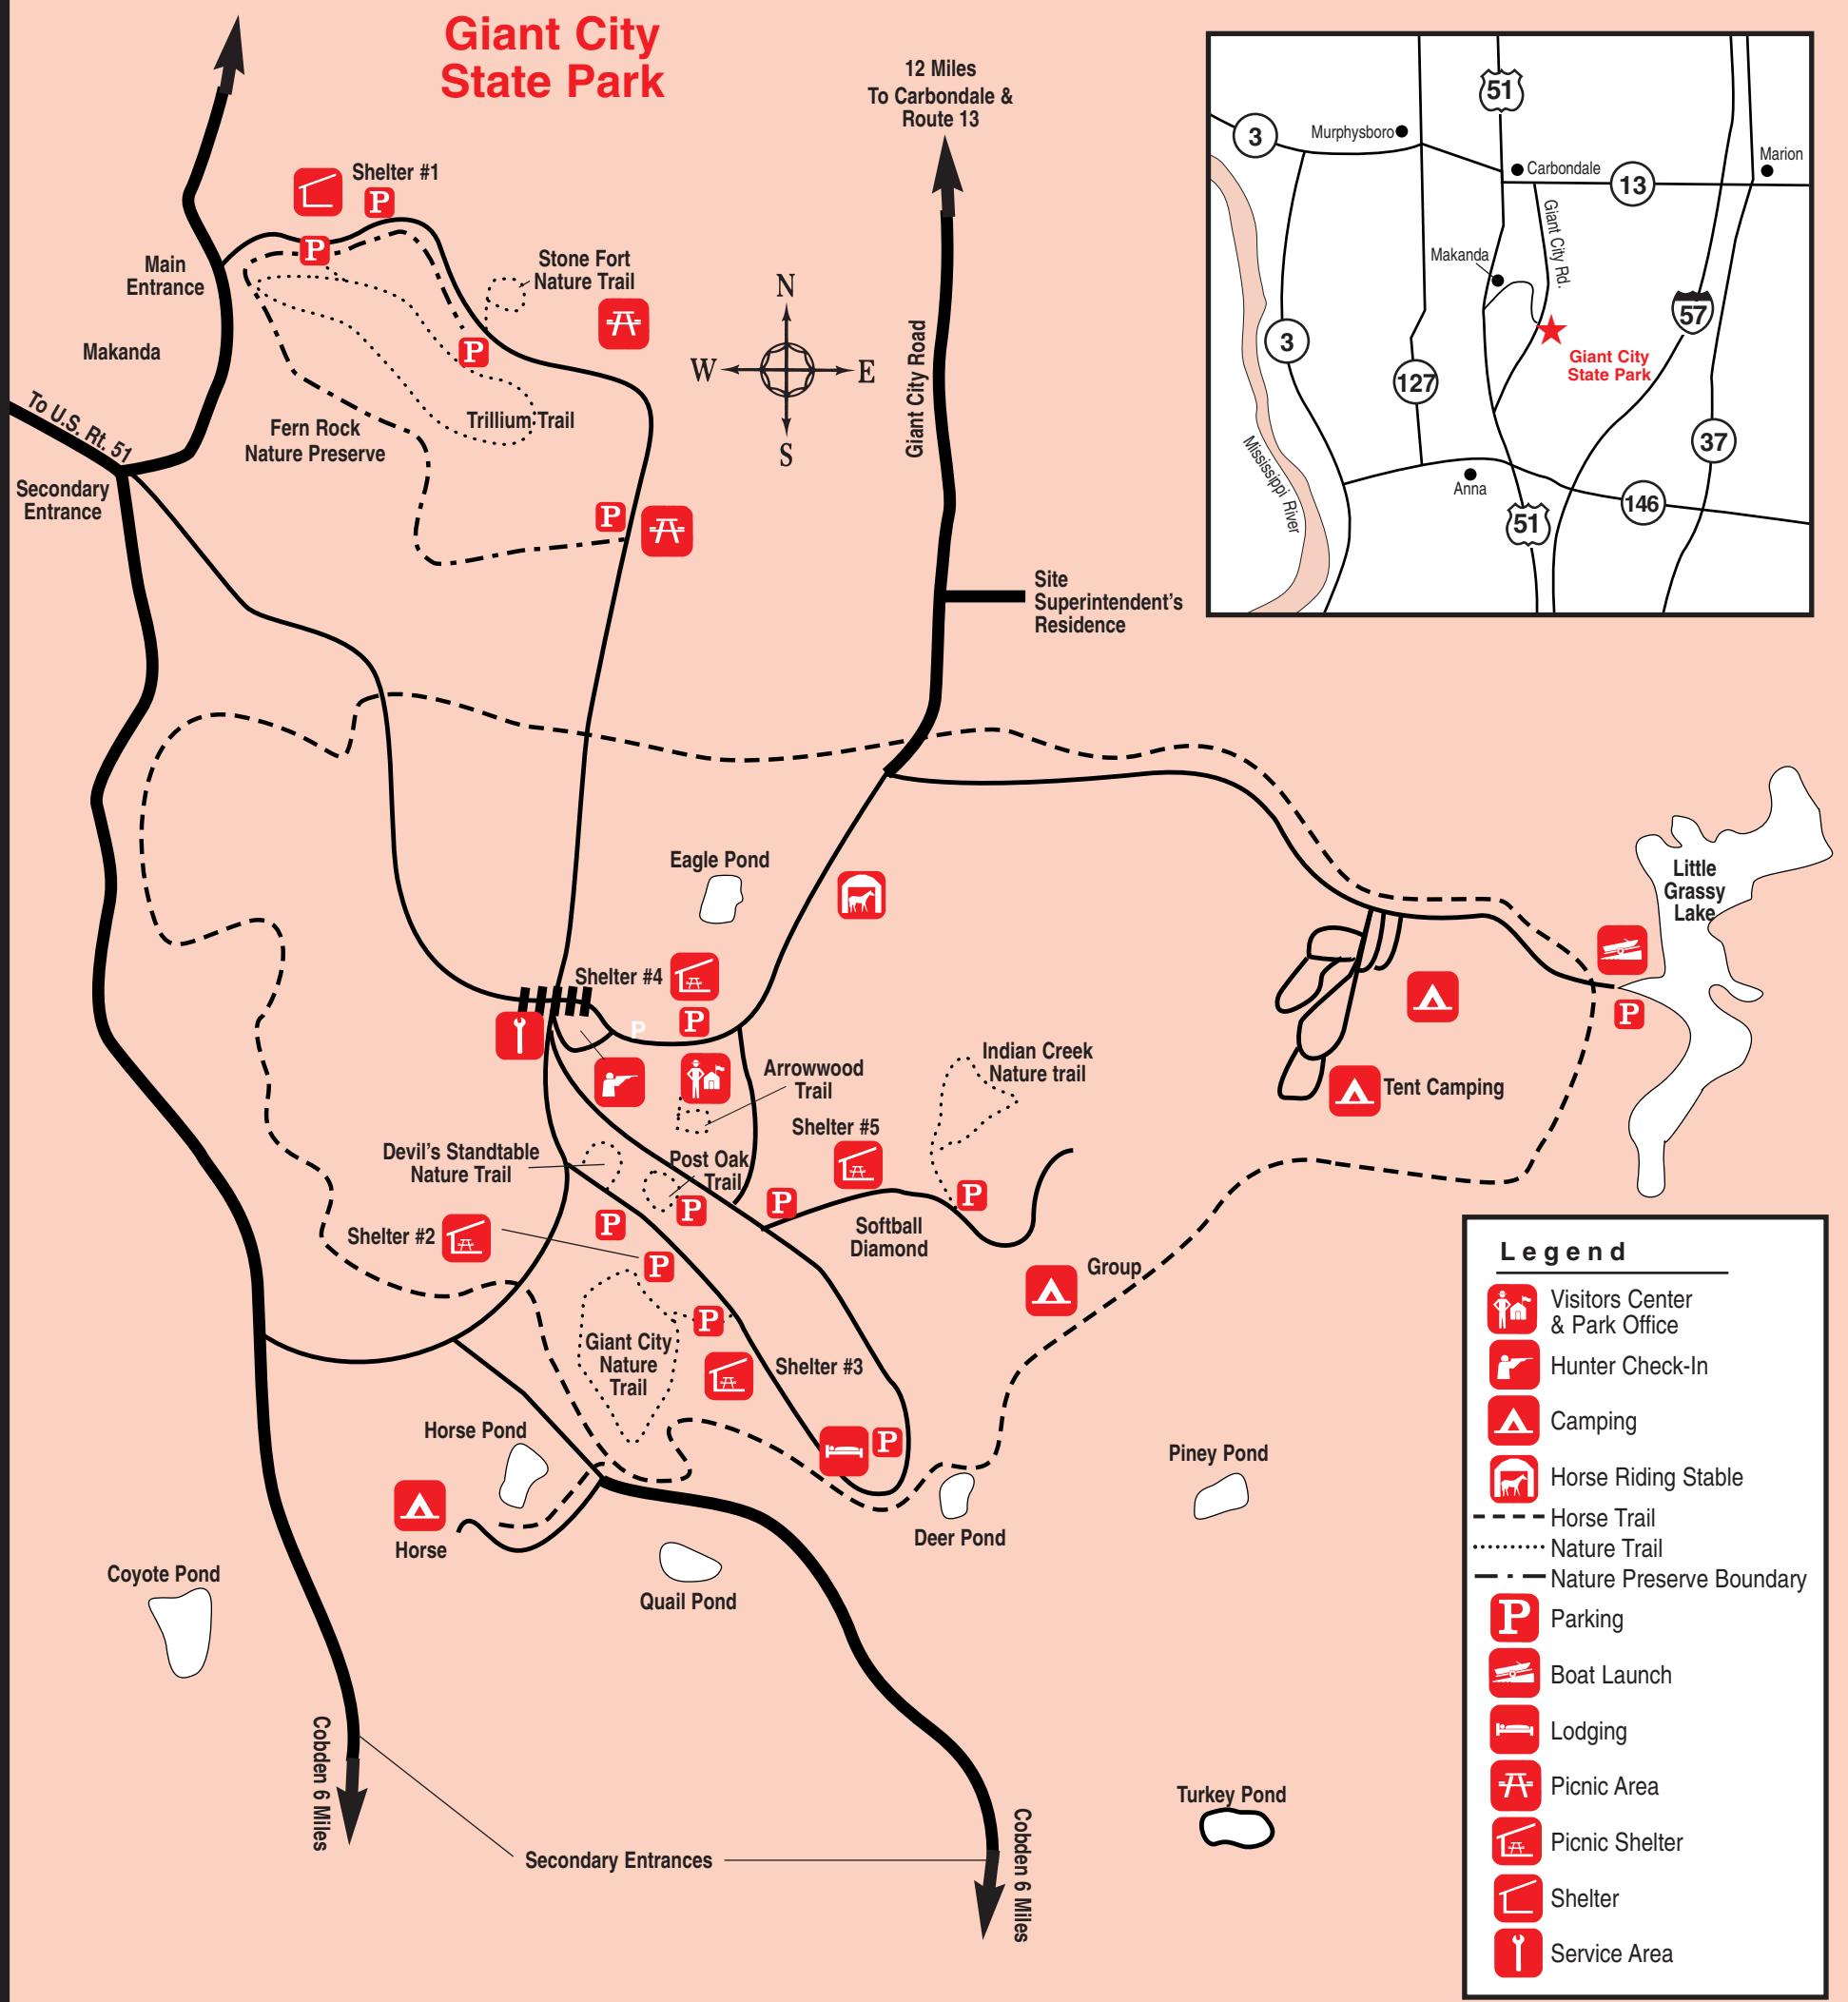 Giant City
State Park
12 Miles
To Carbondale &
Route 13
Shelter #1
P
P
Main
Entrance
Makanda
Stone Fort
Nature Trail
P
Trillium Trail
Fern Rock
Nature Preserve
To U.S. Rt. 51
Secondary
Entrance
P
N
W
E
S
Giant City Road
Site
Superintendent's
Residence
51
3
Murphysboro
Carbondale
Marion
13
Giant City Rd.
Makanda
3
57
Giant City
State Park
127
37
Mississippi River
Anna
146
51
Eagle Pond
Little
Grassy
Lake
Shelter #4
P
P
P
Arrowwood
Trail
Indian Creek
Nature trail
Tent Camping
Shelter #5
Devil's Standtable
Nature Trail
Post Oak
Trail
P
P
P
P
Shelter #2
Softball
Diamond
P
Group
P
Giant City
Nature
Trail
Shelter #3
P
Horse Pond
Piney Pond
Horse
Deer Pond
Coyote Pond
Quail Pond
Cobden 6 Miles
Turkey Pond
Secondary Entrances
Cobden 6 Miles
Legend
Visitors Center
& Park Office
Hunter Check-In
Camping
Horse Riding Stable
Horse Trail
Nature Trail
Nature Preserve Boundary
P Parking
Boat Launch
Lodging
Picnic Area
Picnic Shelter
Shelter
Service Area